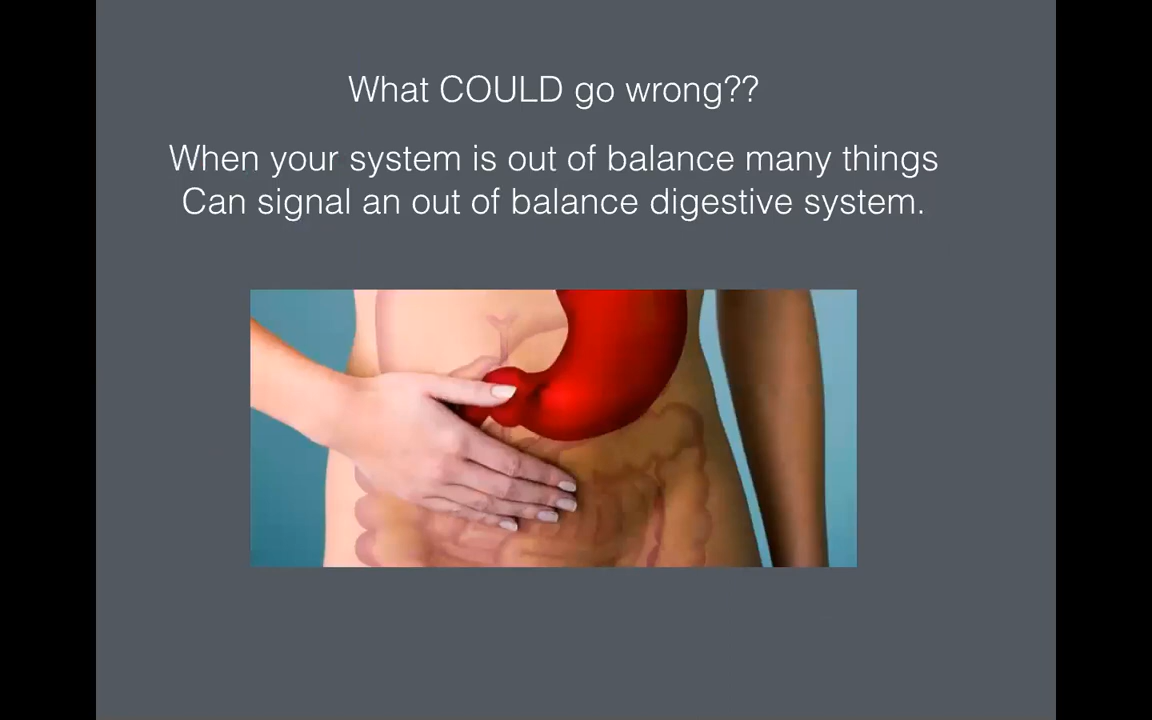 What COULD go wrong??
When your system is out of balance many things
Can signal an out of balance digestive system.